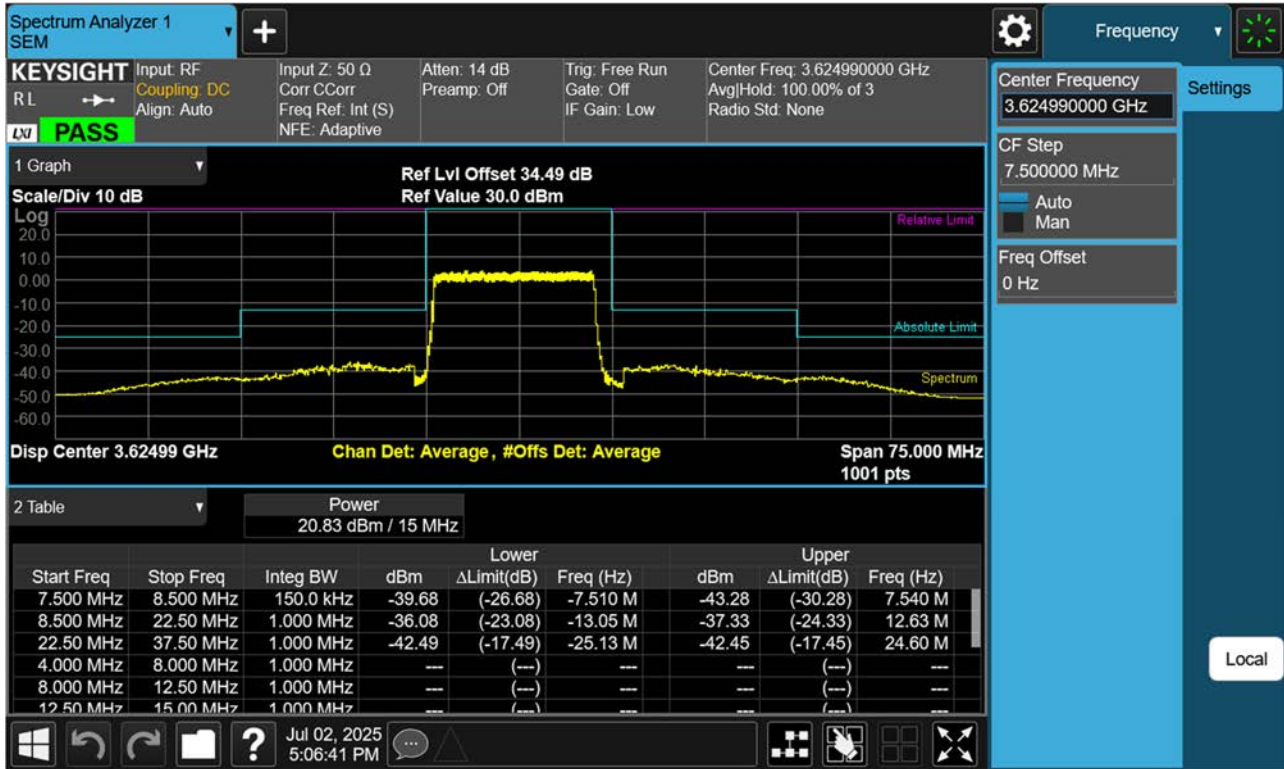 Spectrum Analyzer 1
SEM
Frequency
KEYSIGHT
R L
LXI PASS
Input: RF
Coupling: DC
Align: Auto
Input Z: 50 Ω
Corr CCorr
Freq Ref: Int (S)
NFE: Adaptive
Atten: 14 dB
Preamp: Off
Trig: Free Run
Gate: Off
IF Gain: Low
Center Freq: 3.624990000 GHz
Avg|Hold: 100.00% of 3
Radio Std: None
Center Frequency
3.624990000 GHz
Settings
CF Step
7.500000 MHz
Auto
Man
Freq Offset
0 Hz
Local
1 Graph
Scale/Div 10 dB
Ref Lvl Offset 34.49 dB
Ref Value 30.0 dBm
Log
20.0
10.0
0.00
-10.0
-20.0
-30.0
-40.0
-50.0
-60.0
Relative Limit
Absolute Limit
Spectrum
Disp Center 3.62499 GHz
Chan Det: Average, #Offs Det: Average
Span 75.000 MHz
1001 pts
2 Table
Power
20.83 dBm / 15 MHz
Lower Upper
Start Freq Stop Freq Integ BW dBm ΔLimit(dB) Freq (Hz) dBm ΔLimit(dB) Freq (Hz)
7.500 MHz 8.500 MHz 150.0 kHz -39.68 (-26.68) -7.510 M -43.28 (-30.28) 7.540 M
8.500 MHz 22.50 MHz 1.000 MHz -36.08 (-23.08) -13.05 M -37.33 (-24.33) 12.63 M
22.50 MHz 37.50 MHz 1.000 MHz -42.49 (-17.49) -25.13 M -42.45 (-17.45) 24.60 M
4.000 MHz 8.000 MHz 1.000 MHz --- (---) --- --- (---) ---
8.000 MHz 12.50 MHz 1.000 MHz --- (---) --- --- (---) ---
12.50 MHz 15.00 MHz 1.000 MHz --- (---) --- --- (---) ---
Jul 02, 2025
5:06:41 PM